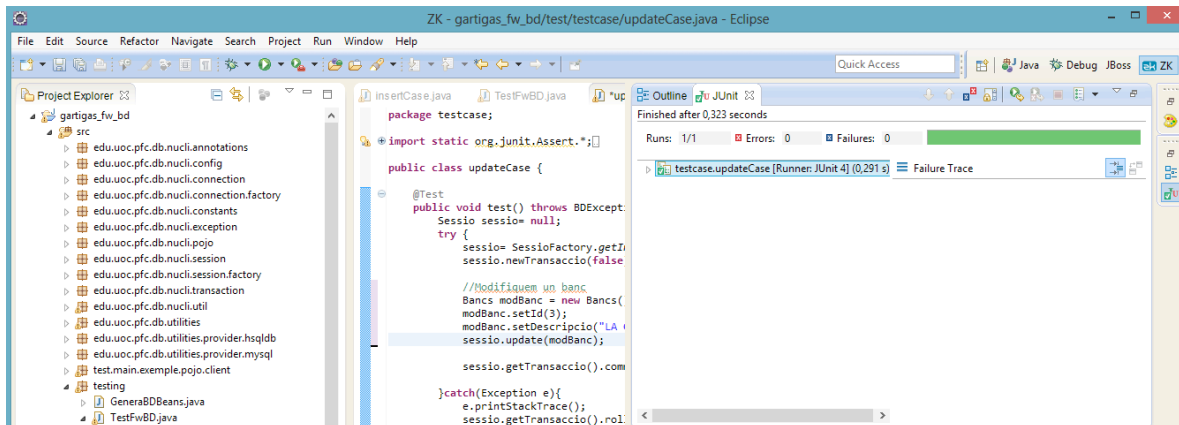 ZK - gartigas_fw_bd/test/testcase/updateCase.java - Eclipse
File Edit Source Refactor Navigate Search Project Run Window Help
Quick Access
Java Debug JBoss ZK
Project Explorer
gartigas_fw_bd
src
edu.uoc.pfc.db.nucli.annotations
edu.uoc.pfc.db.nucli.config
edu.uoc.pfc.db.nucli.connection
edu.uoc.pfc.db.nucli.connection.factory
edu.uoc.pfc.db.nucli.constants
edu.uoc.pfc.db.nucli.exception
edu.uoc.pfc.db.nucli.pojo
edu.uoc.pfc.db.nucli.session
edu.uoc.pfc.db.nucli.session.factory
edu.uoc.pfc.db.nucli.transaction
edu.uoc.pfc.db.nucli.util
edu.uoc.pfc.db.utilities
edu.uoc.pfc.db.utilities.provider.hsqldb
edu.uoc.pfc.db.utilities.provider.mysql
test.main.exemple.pojo.client
testing
GeneraBDBeans.java
TestFwBD.java
insertCase.java TestFwBD.java *up
package testcase;
import static org.junit.Assert.*;
public class updateCase {
@Test
public void test() throws BDExcepti
Sessio sessio= null;
try {
sessio= SessioFactory.getI
sessio.newTransaccio(false
//Modifiquem un banc
Bancs modBanc = new Bancs(
modBanc.setId(3);
modBanc.setDescripcio("LA
sessio.update(modBanc);
sessio.getTransaccio().com
}catch(Exception e){
e.printStackTrace();
sessio.getTransaccio().rol
Outline JUnit
Finished after 0,323 seconds
Runs: 1/1 Errors: 0 Failures: 0
testcase.updateCase [Runner: JUnit 4] (0,291 s)
Failure Trace